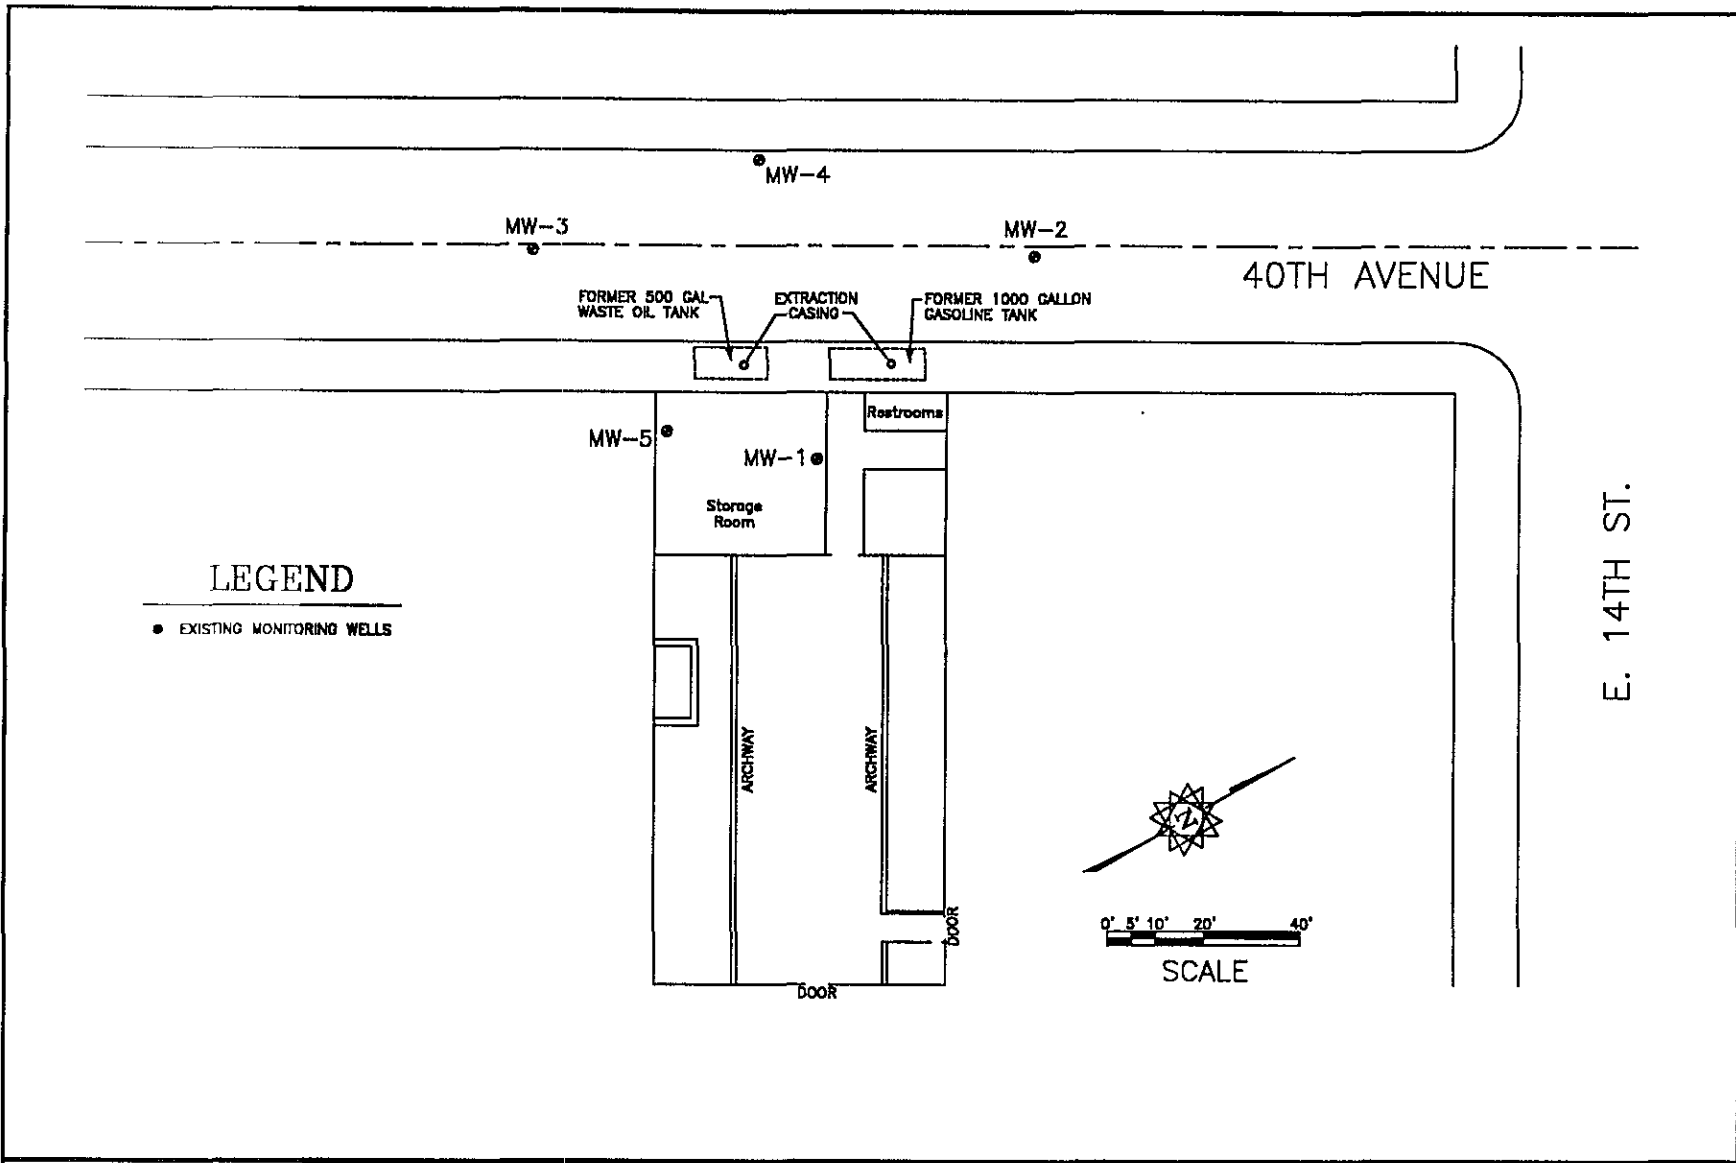 MW-4
MW-3
MW-2
40TH AVENUE
FORMER 500 GAL
WASTE OIL TANK
EXTRACTION
CASING
FORMER 1000 GALLON
GASOLINE TANK
Restrooms
MW-5
MW-1
Storage
Room
E. 14TH ST.
LEGEND
EXISTING MONITORING WELLS
ARCHWAY
ARCHWAY
Z
0' 5' 10' 20' 40'
SCALE
DOOR
DOOR